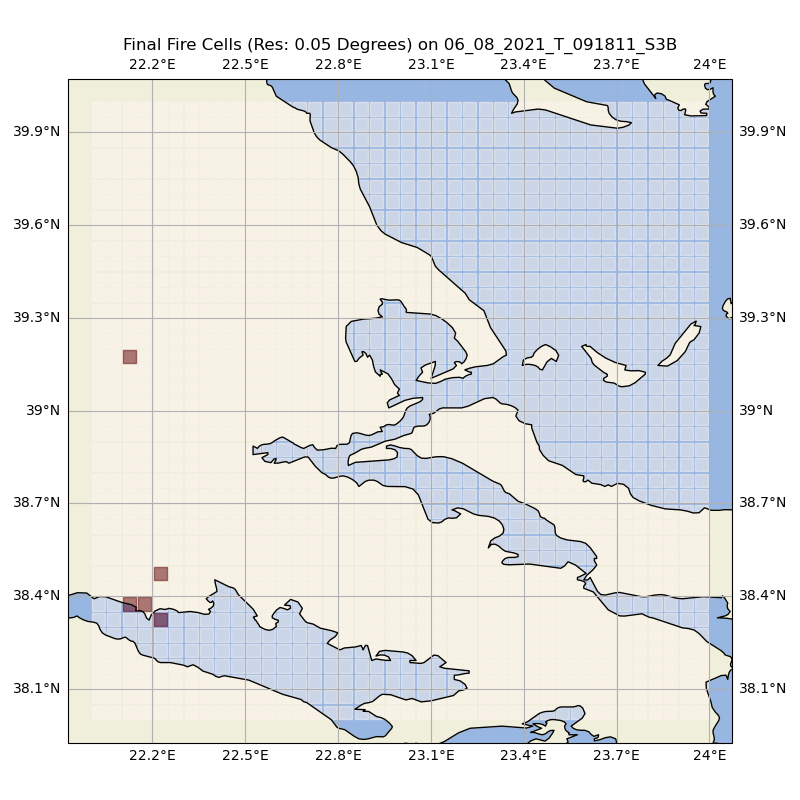 Final Fire Cells (Res: 0.05 Degrees) on 06_08_2021_T_091811_S3B
22.2°E 22.5°E 22.8°E 23.1°E 23.4°E 23.7°E 24°E
39.9°N 39.9°N
39.6°N 39.6°N
39.3°N 39.3°N
39°N 39°N
38.7°N 38.7°N
38.4°N 38.4°N
38.1°N 38.1°N
22.2°E 22.5°E 22.8°E 23.1°E 23.4°E 23.7°E 24°E